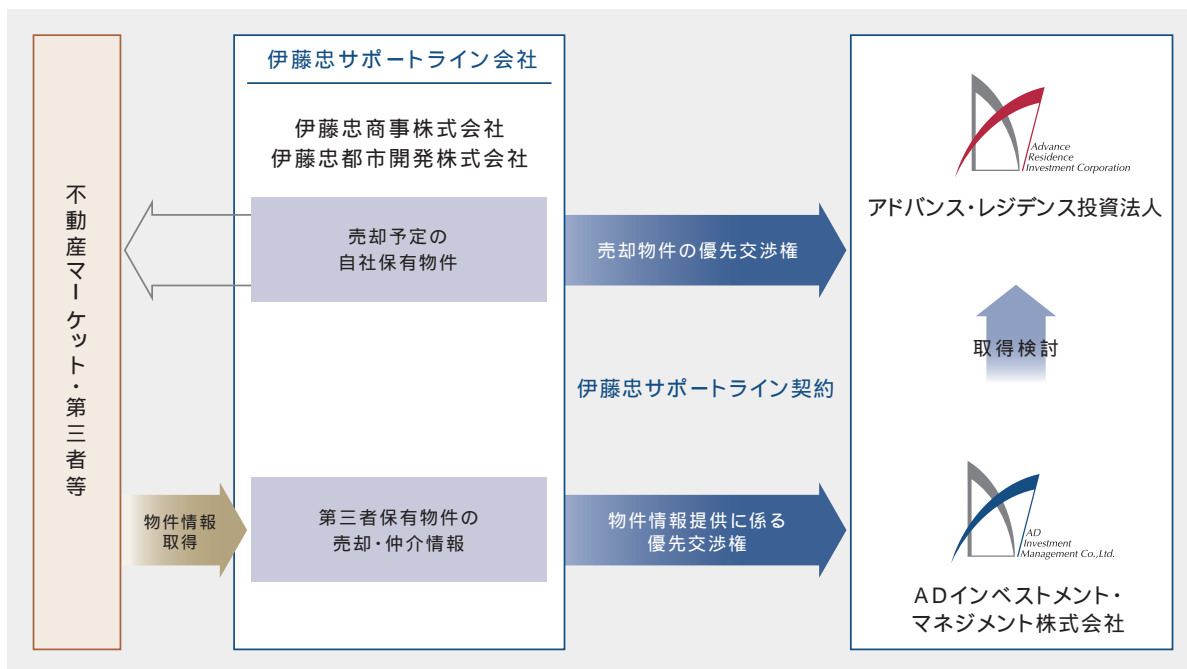 不動産マーケット・第三者等
伊藤忠サポートライン会社
伊藤忠商事株式会社
伊藤忠都市開発株式会社
売却予定の
自社保有物件
売却物件の優先交渉権
伊藤忠サポートライン契約
物件情報
取得
第三者保有物件の
売却・仲介情報
物件情報提供に係る
優先交渉権
Advance
Residence
Investment Corporation
アドバンス・レジデンス投資法人
取得検討
AD
Investment
Management Co.,Ltd.
ADインベストメント・
マネジメント株式会社